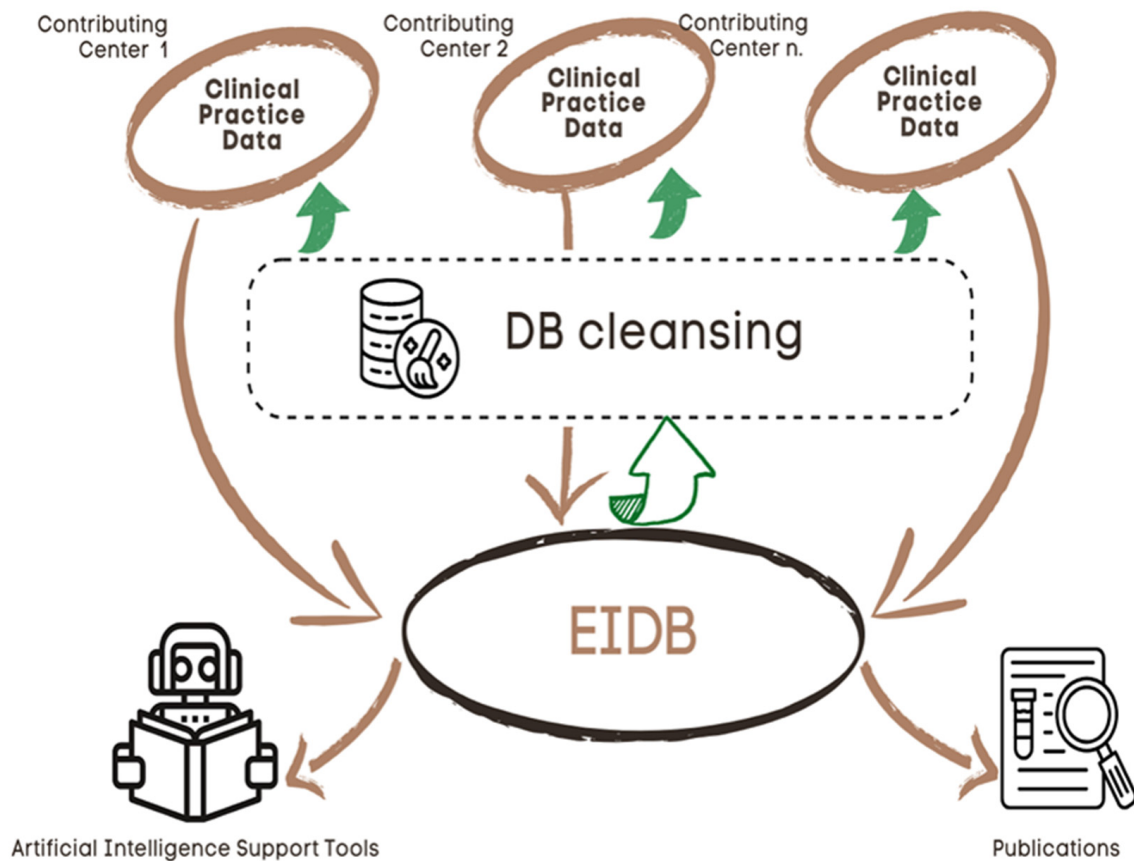 Contributing
Center 1
Contributing
Center 2
Contributing
Center n.
Clinical
Practice
Data
Clinical
Practice
Data
Clinical
Practice
Data
DB cleansing
EIDB
Artificial Intelligence Support Tools
Publications